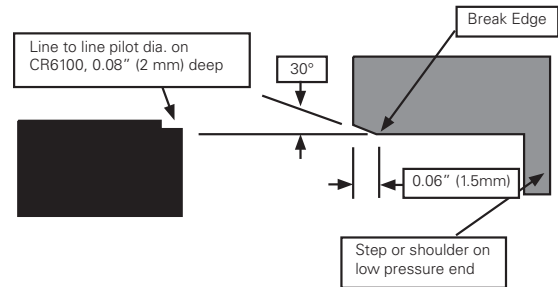 Line to line pilot dia. on
CR6100, 0.08" (2 mm) deep
30°
Break Edge
0.06" (1.5mm)
Step or shoulder on
low pressure end